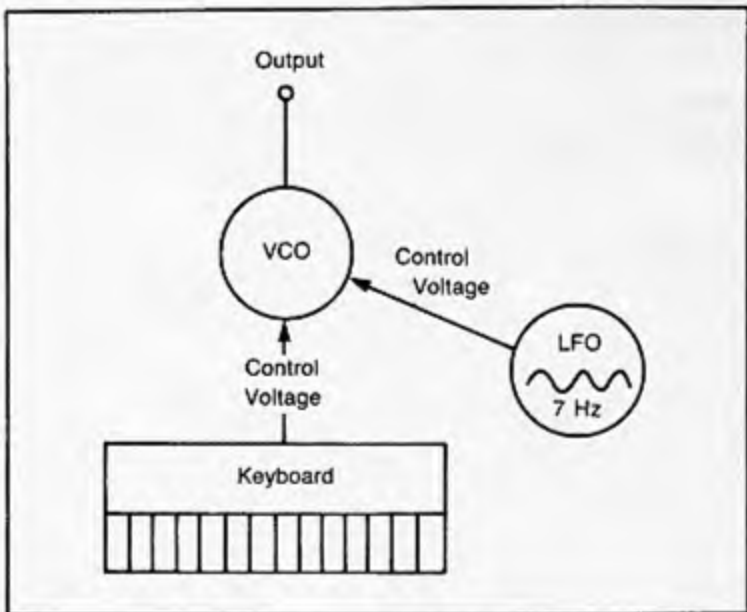 Output
VCO
Control
Voltage
LFO
7 Hz
Control
Voltage
Keyboard